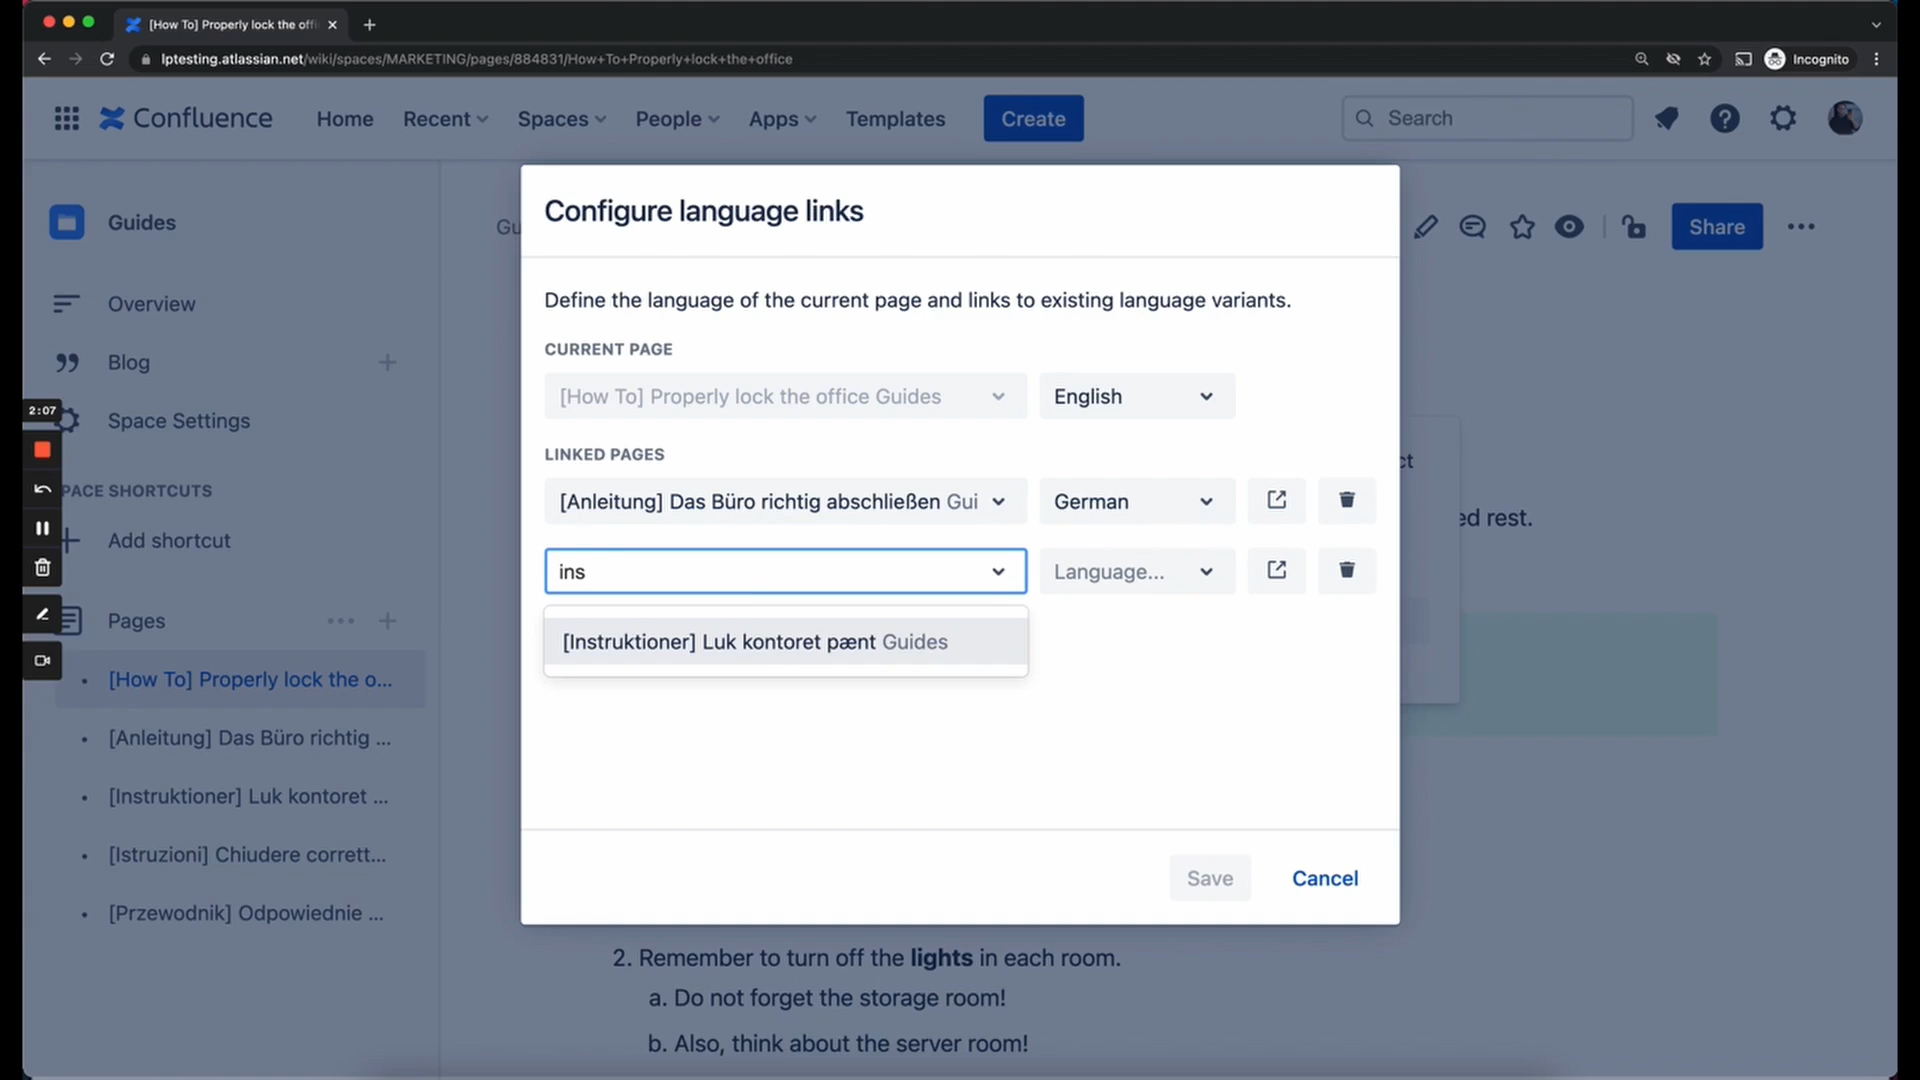 [How To] Properly lock the offi
lptesting.atlassian.net/wiki/spaces/MARKETING/pages/884831/How+To+Properly+lock+the+office
Incognito
Confluence
Home
Recent
Spaces
People
Apps
Templates
Create
Search
Guides
Overview
Blog
Space Settings
2:07
PACE SHORTCUTS
Add shortcut
Pages
[How To] Properly lock the o...
[Anleitung] Das Büro richtig ...
[Instruktioner] Luk kontoret ...
[Istruzioni] Chiudere corrett...
[Przewodnik] Odpowiednie ...
Gu
Share
Configure language links
Define the language of the current page and links to existing language variants.
CURRENT PAGE
[How To] Properly lock the office Guides
English
LINKED PAGES
[Anleitung] Das Büro richtig abschließen Gui
German
ins
Language...
[Instruktioner] Luk kontoret pænt Guides
Save
Cancel
ct
ed rest.
2. Remember to turn off the lights in each room.
a. Do not forget the storage room!
b. Also, think about the server room!